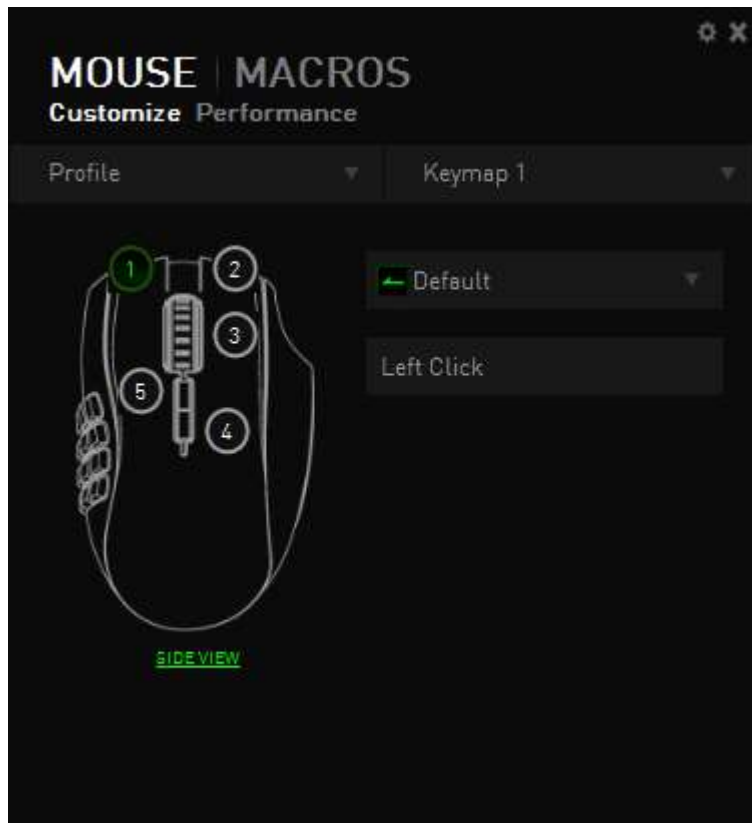 MOUSE | MACROS
Customize Performance
Profile
Keymap 1
1
2
3
5
4
Default
Left Click
SIDE VIEW